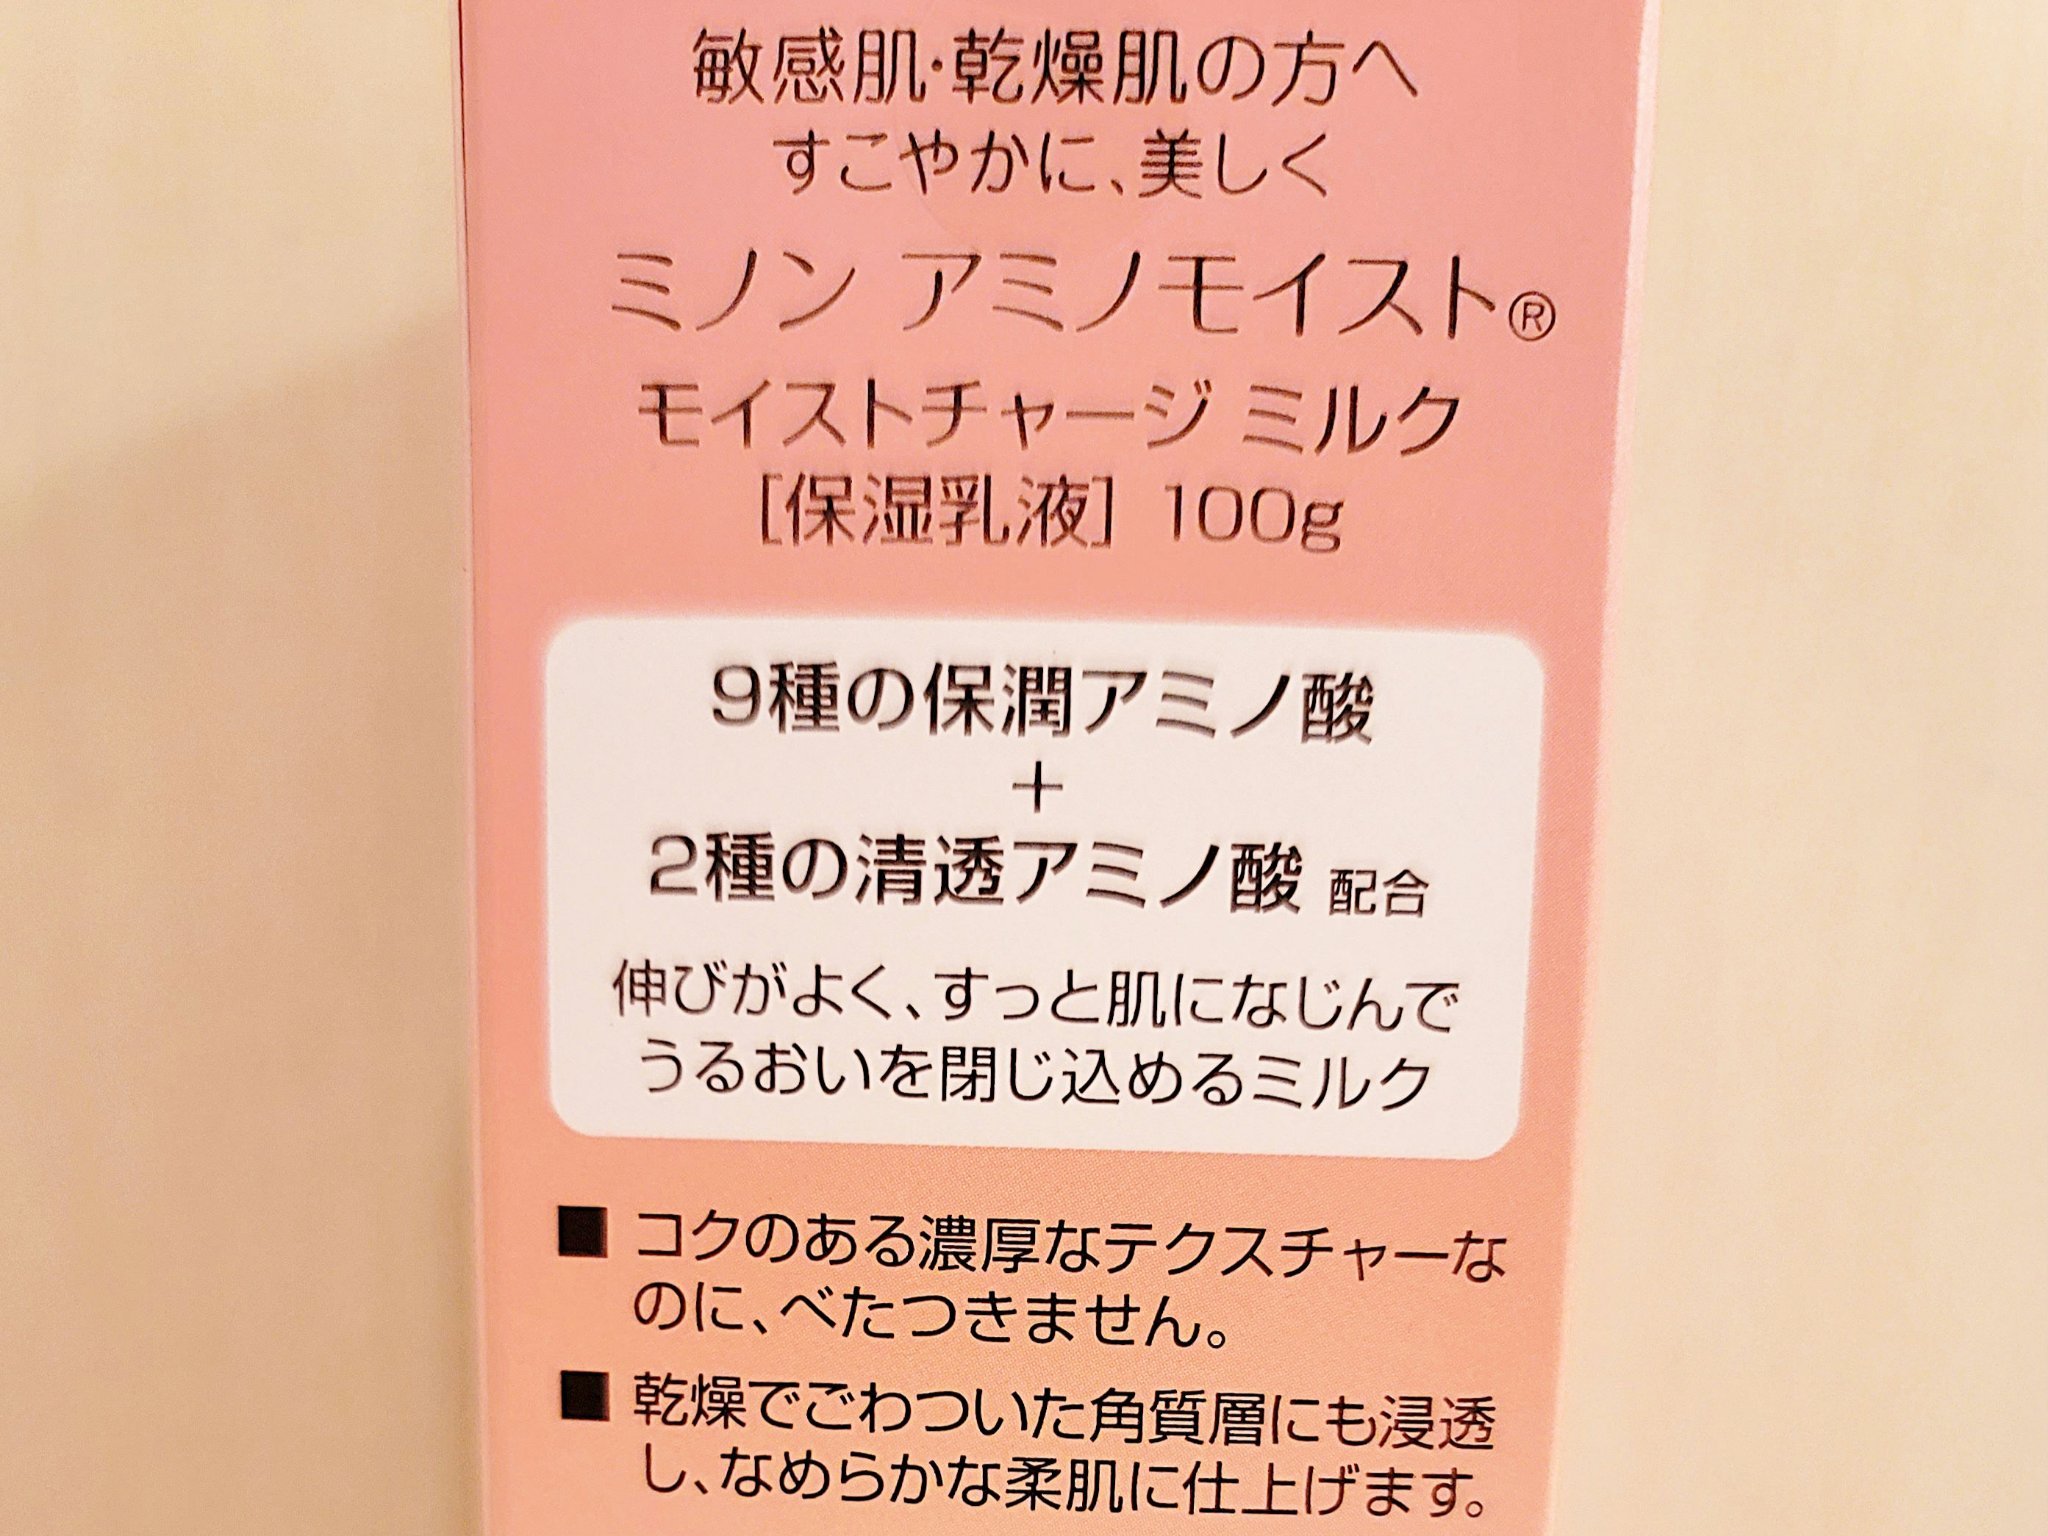 敏感肌・乾燥肌の方へ
すこやかに、美しく
ミノン アミノモイスト®
モイストチャージ ミルク
[保湿乳液] 100g
9種の保潤アミノ酸
+
2種の清透アミノ酸 配合
伸びがよく、すっと肌になじんで
うるおいを閉じ込めるミルク
■ コクのある濃厚なテクスチャーな
のに、べたつきません。
■ 乾燥でごわついた角質層にも浸透
し、なめらかな柔肌に仕上げます。